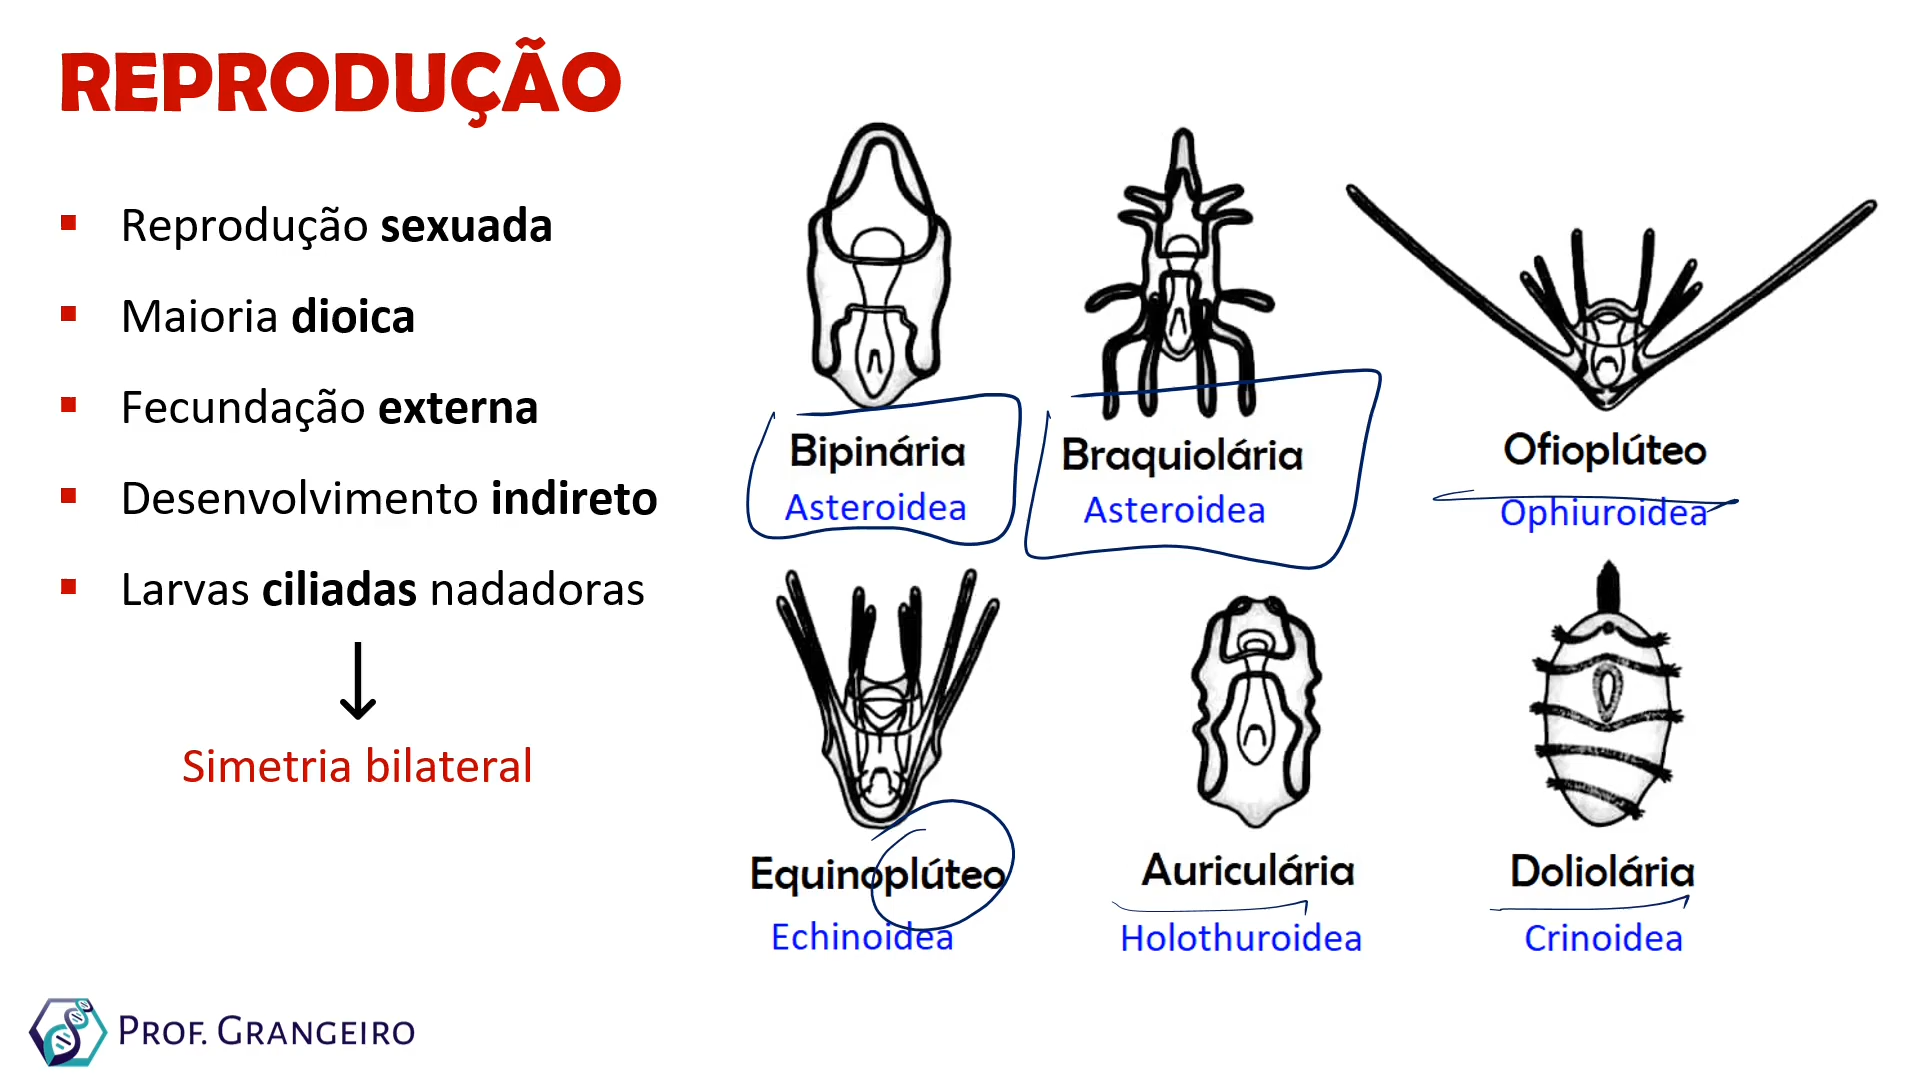 REPRODUÇÃO
Reprodução sexuada
Maioria dioica
Fecundação externa
Desenvolvimento indireto
Larvas ciliadas nadadoras
Simetria bilateral
Bipinária
Asteroidea
Braquiolária
Asteroidea
Ofioplúteo
Ophiuroidea
Equinoplúteo
Echinoidea
Auriculária
Holothuroidea
Doliolária
Crinoidea
PROF. GRANGEIRO